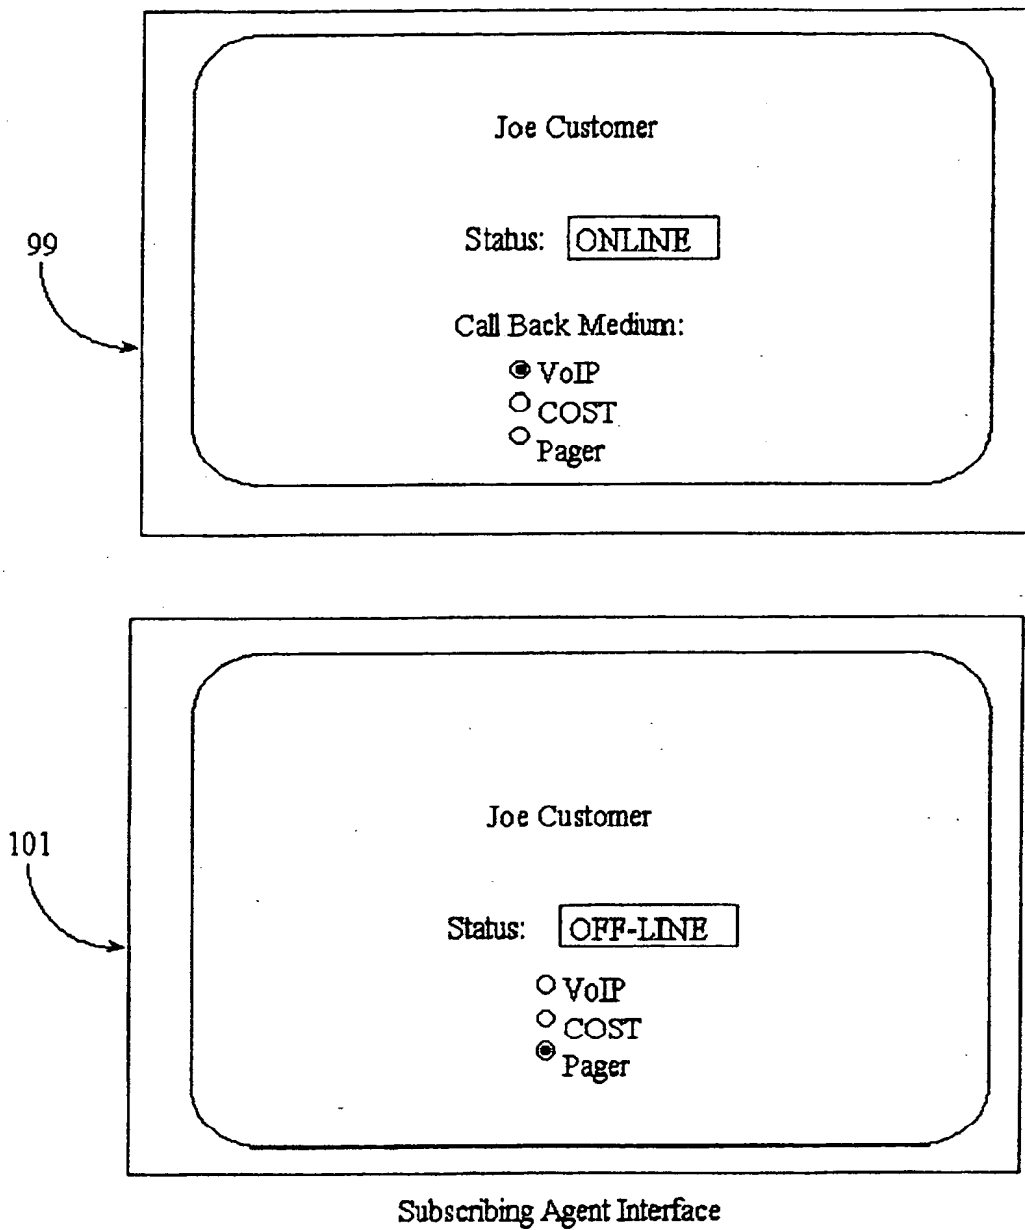 Joe Customer
99
Status: ONLINE
Call Back Medium:
VoIP
COST
Pager
Joe Customer
101
Status: OFF-LINE
VoIP
COST
Pager
Subscribing Agent Interface